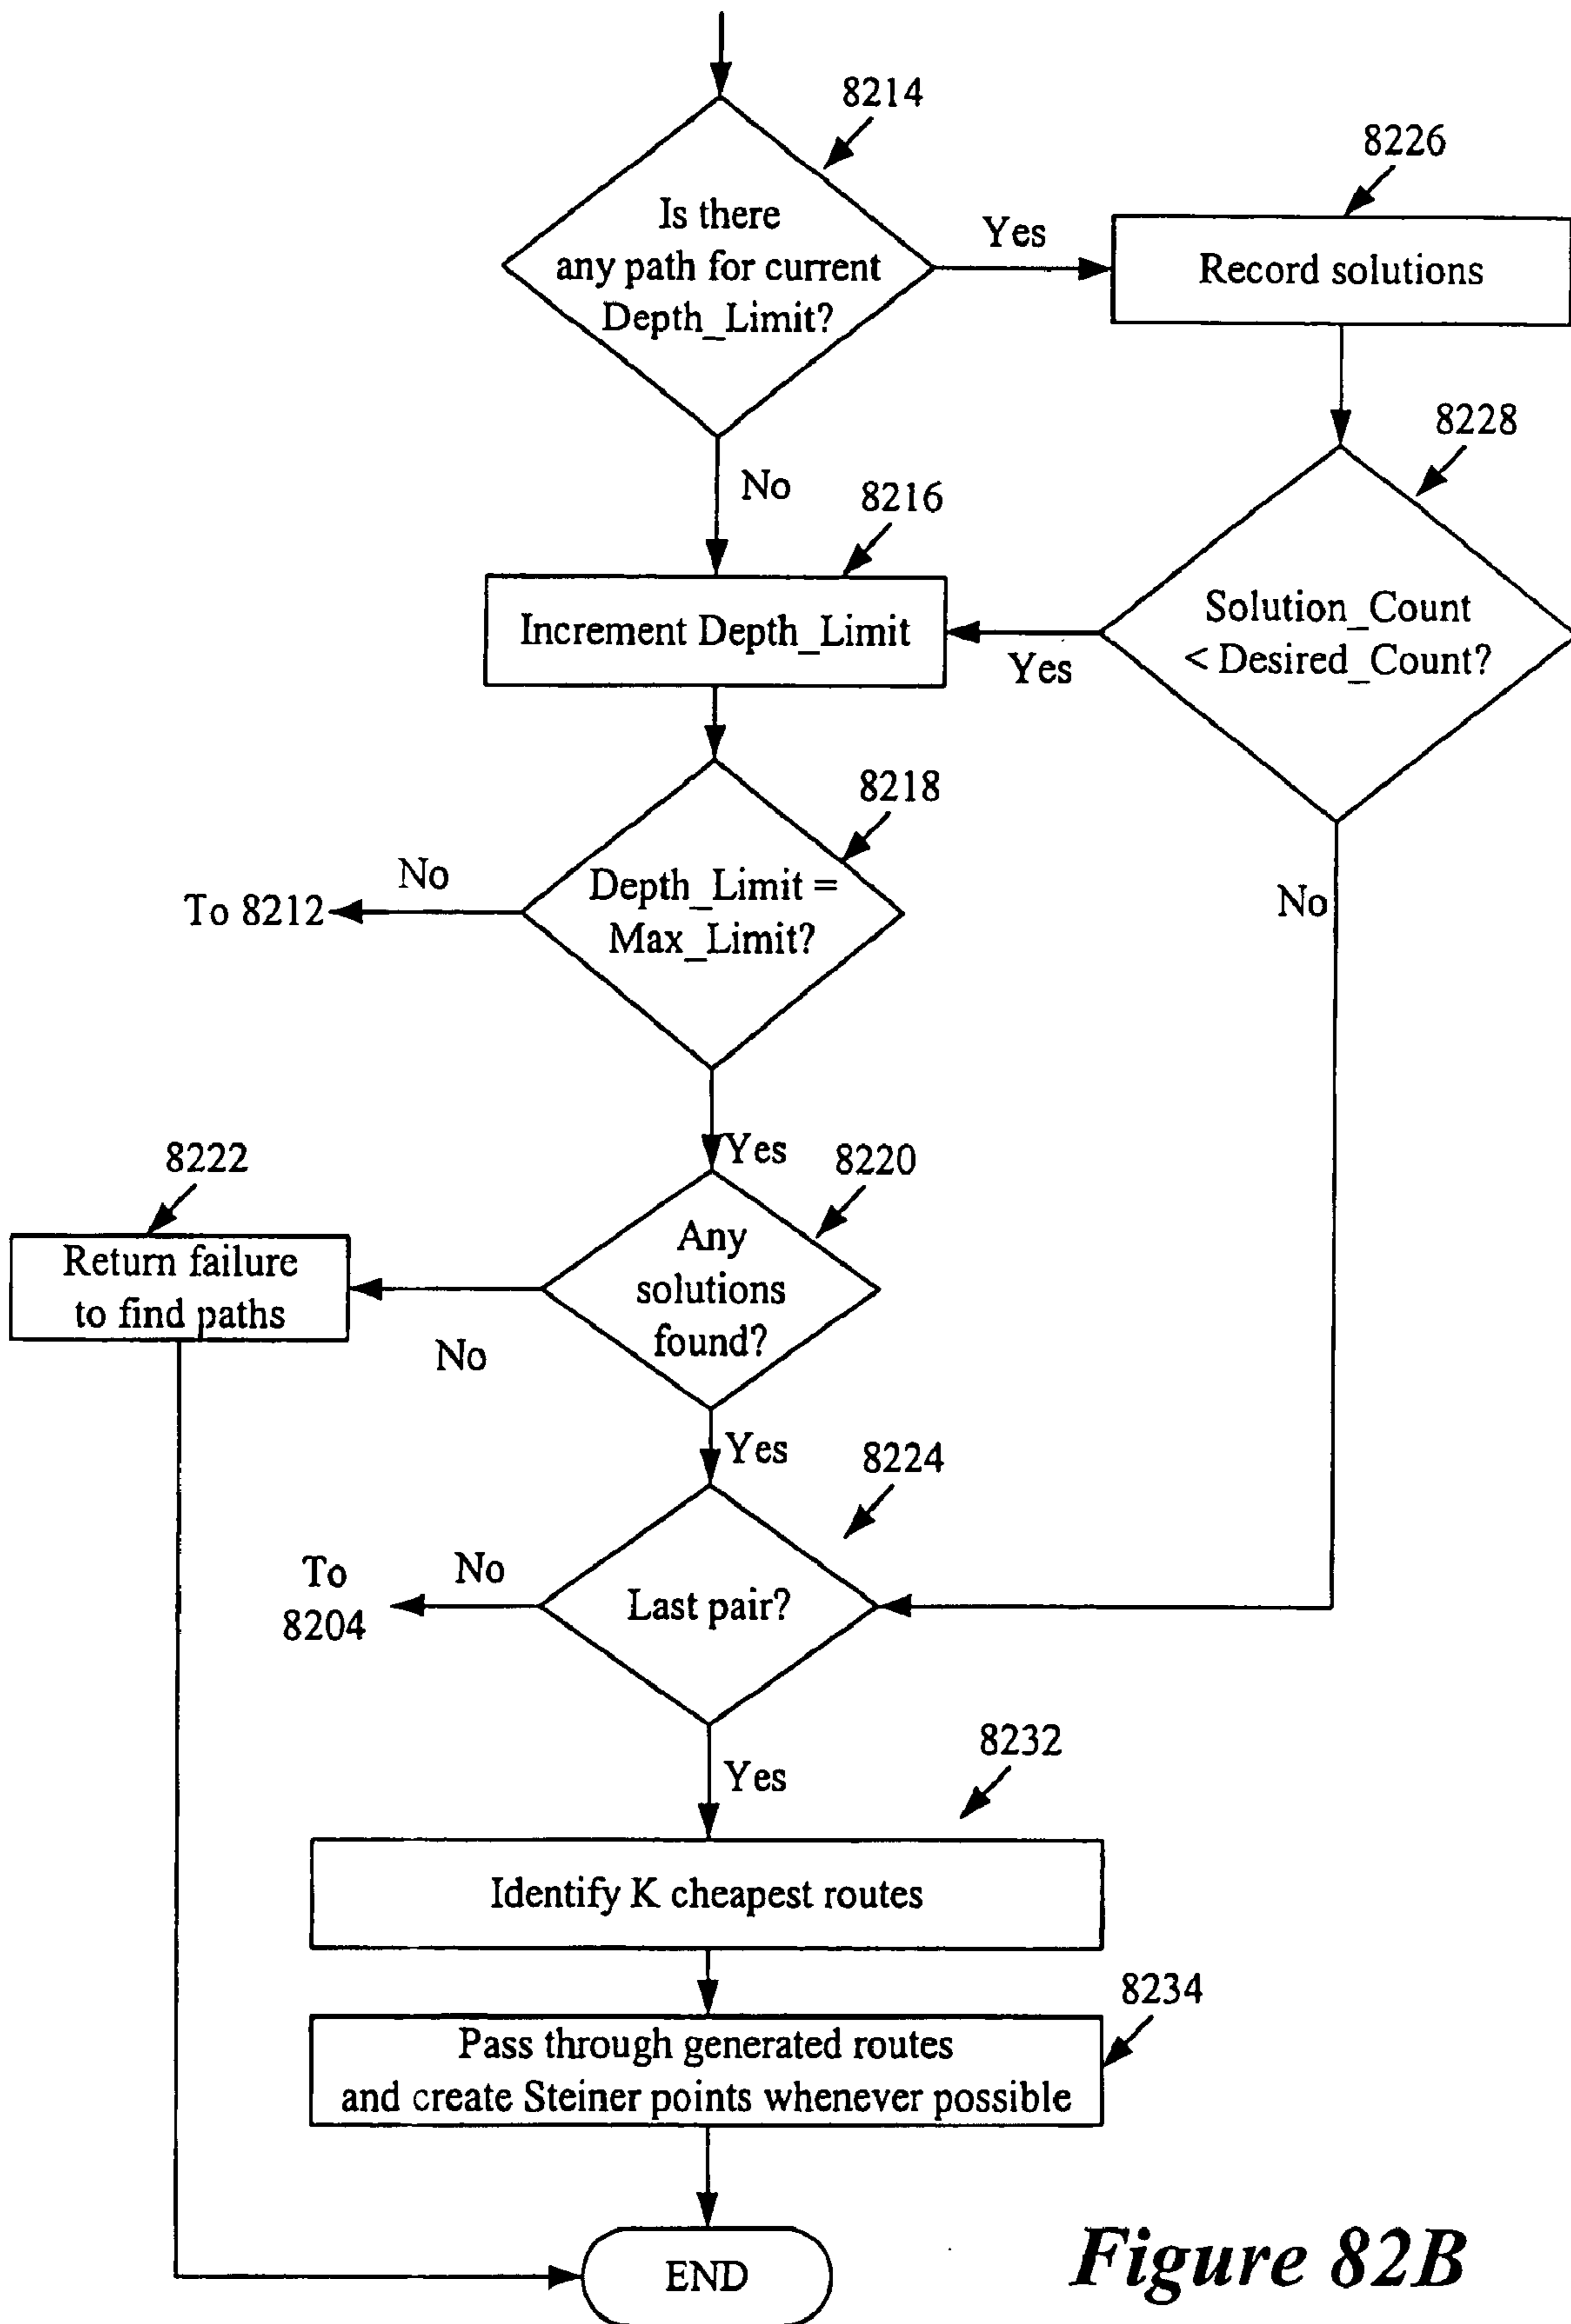 8214
Is there
any path for current
Depth_Limit?
Yes
8226
Record solutions
8228
No
8216
Increment Depth_Limit
Yes
Solution_Count
< Desired_Count?
8218
No
To 8212
Depth_Limit =
Max_Limit?
No
Yes
8222
8220
Return failure
to find paths
Any
solutions
found?
No
Yes
8224
To
8204
No
Last pair?
Yes
8232
Identify K cheapest routes
8234
Pass through generated routes
and create Steiner points whenever possible
END
Figure 82B